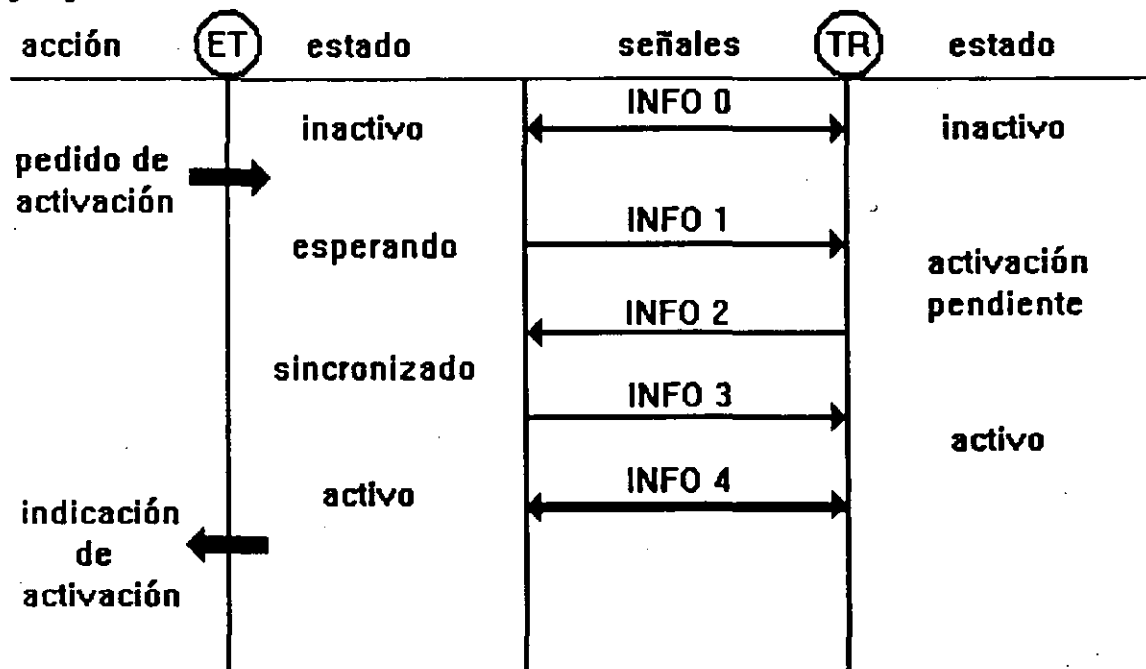 acción ET estado señales TR estado
INFO 0
inactivo inactivo
pedido de
activación
INFO 1
esperando
activación
pendiente
INFO 2
sincronizado
INFO 3
activo
INFO 4
activo
indicación
de
activación